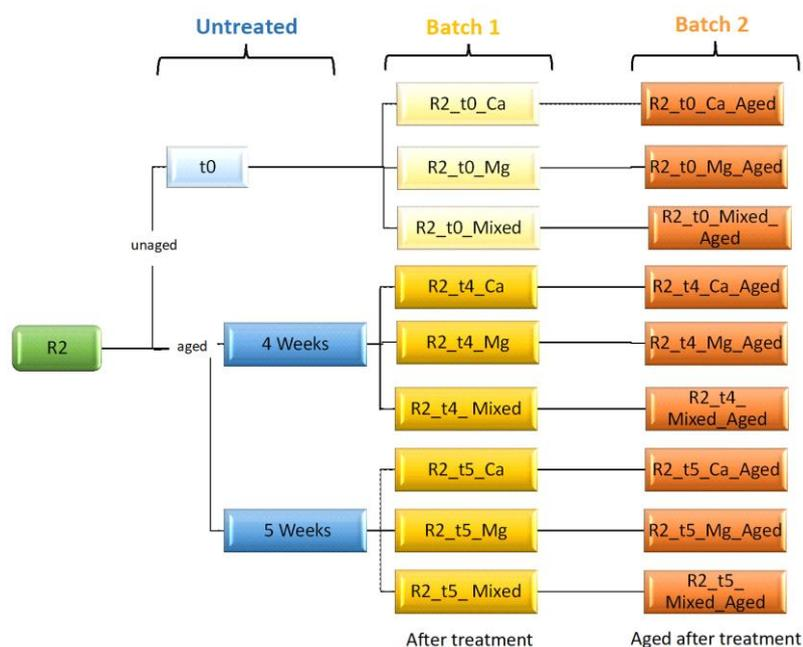 Untreated
Batch 1
Batch 2
R2_t0_Ca
R2_t0_Ca_Aged
t0
R2_t0_Mg
R2_t0_Mg_Aged
R2_t0_Mixed
R2_t0_Mixed_
Aged
unaged
R2_t4_Ca
R2_t4_Ca_Aged
R2
aged
4 Weeks
R2_t4_Mg
R2_t4_Mg_Aged
R2_t4_ Mixed
R2_t4_
Mixed_Aged
R2_t5_Ca
R2_t5_Ca_Aged
5 Weeks
R2_t5_Mg
R2_t5_Mg_Aged
R2_t5_ Mixed
R2_t5_
Mixed_Aged
After treatment
Aged after treatment